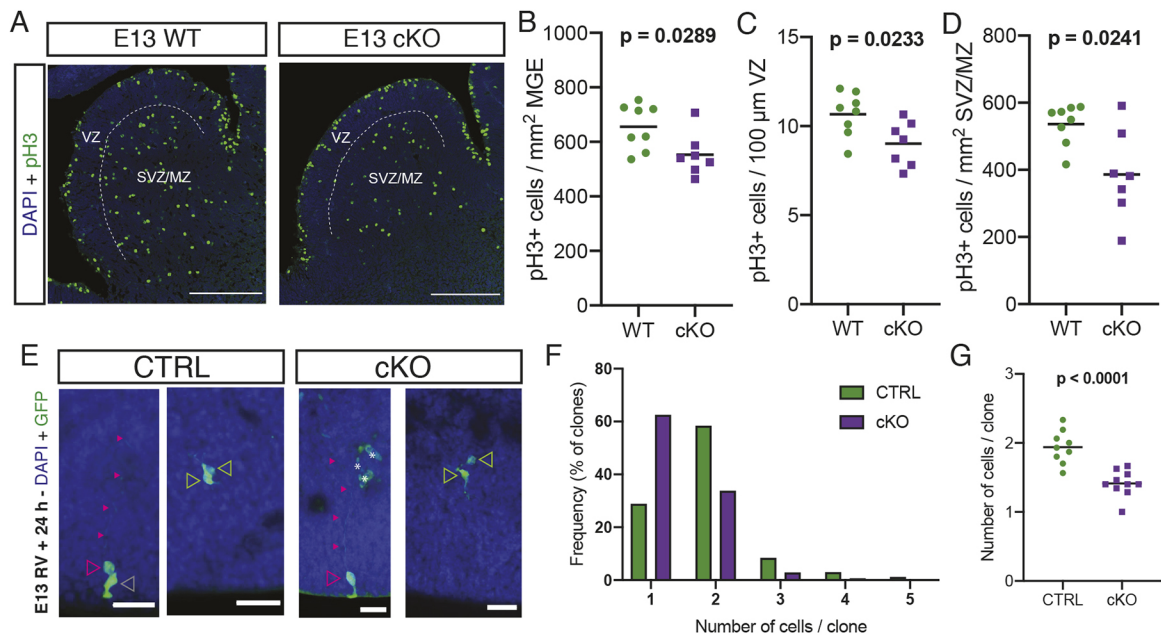 A
E13 WT
E13 cKO
DAPI + pH3
VZ
SVZ/MZ
VZ
SVZ/MZ
B
p = 0.0289
pH3+ cells / mm² MGE
1000
800
600
400
200
0
WT
cKO
C
p = 0.0233
pH3+ cells / 100 µm VZ
15
10
5
0
WT
cKO
D
p = 0.0241
pH3+ cells / mm² SVZ/MZ
800
600
400
200
0
WT
cKO
E
CTRL
cKO
E13 RV + 24 h - DAPI + GFP
*
*
*
F
Frequency (% of clones)
80
60
40
20
0
CTRL
cKO
1
2
3
4
5
Number of cells / clone
G
p < 0.0001
Number of cells / clone
3
2
1
0
CTRL
cKO